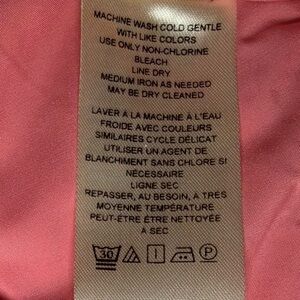 MACHINE WASH COLD GENTLE
WITH LIKE COLORS
USE ONLY NON-CHLORINE
BLEACH
LINE DRY
MEDIUM IRON AS NEEDED
MAY BE DRY CLEANED
LAVER A LA MACHINE À L'EAU
FROIDE AVEC COULEURS
SIMILAIRES CYCLE DÉLICAT
UTILISER UN AGENT DE
BLANCHIMENT SANS CHLORE SI
NÉCESSAIRE
LIGNE SEC
REPASSER, AU BESOIN, À TRÈS
MOYENNE TEMPÉRATURE
PEUT-ÊTRE ÊTRE NETTOYÉE
A SEC
30 P